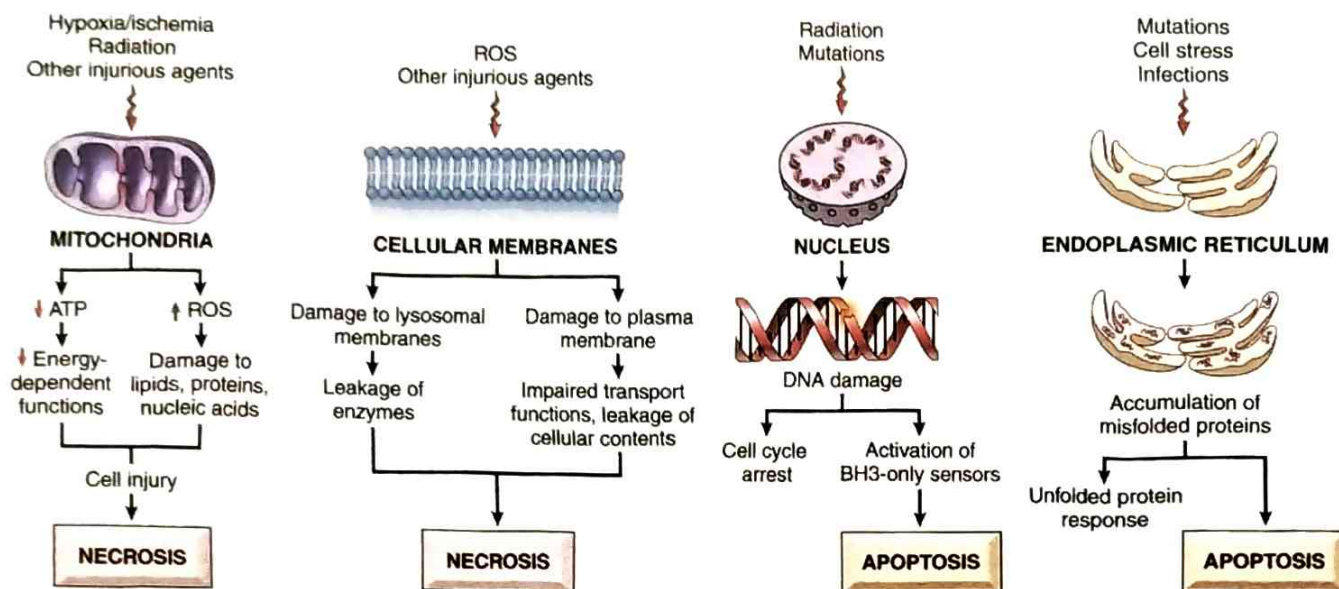 Hypoxia/ischemia
Radiation
Other injurious agents
MITOCHONDRIA
ATP
Energy-
dependent
functions
ROS
Damage to
lipids, proteins,
nucleic acids
Cell injury
NECROSIS
ROS
Other injurious agents
CELLULAR MEMBRANES
Damage to lysosomal
membranes
Leakage of
enzymes
Damage to plasma
membrane
Impaired transport
functions, leakage of
cellular contents
NECROSIS
Radiation
Mutations
NUCLEUS
DNA damage
Cell cycle
arrest
Activation of
BH3-only sensors
APOPTOSIS
Mutations
Cell stress
Infections
ENDOPLASMIC RETICULUM
Accumulation of
misfolded proteins
Unfolded protein
response
APOPTOSIS